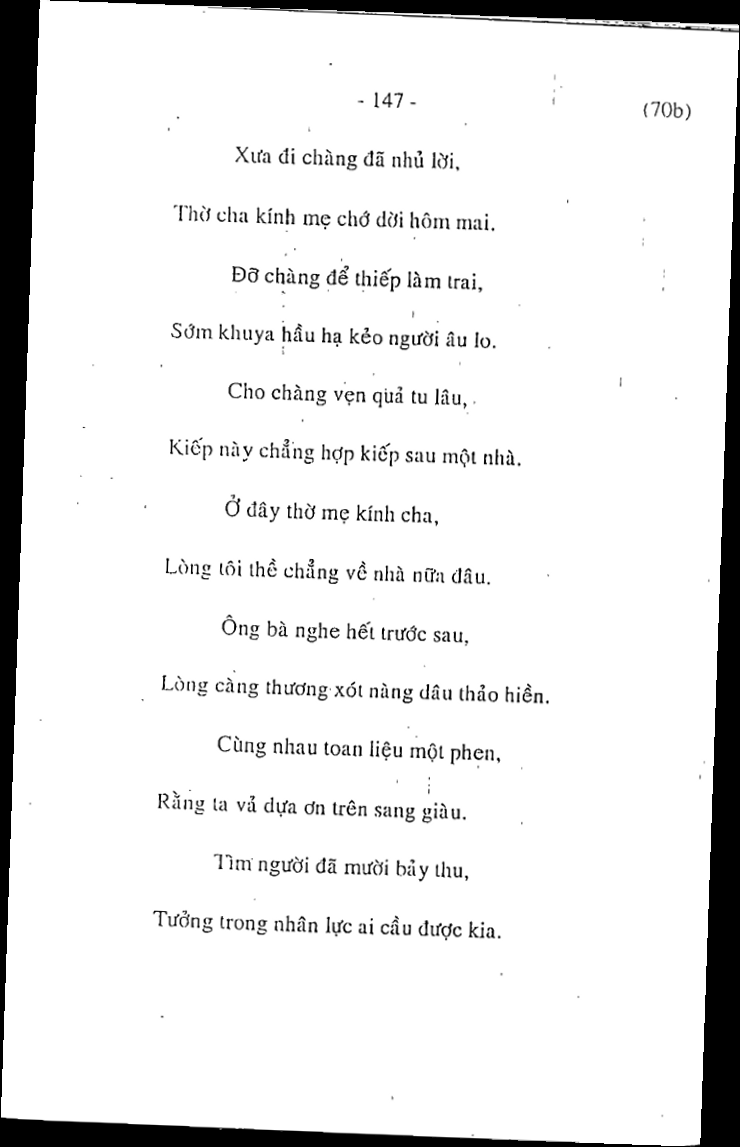 - 147 -
(70b)
Xưa đi chàng đã nhủ lời,
Thờ cha kính mẹ chớ dời hôm mai.
Đỡ chàng để thiếp làm trai,
Sớm khuya hầu hạ kẻo người âu lo.
Cho chàng vẹn quả tu lâu,
Kiếp này chẳng hợp kiếp sau một nhà.
Ở đây thờ mẹ kính cha,
Lòng tôi thề chẳng về nhà nữa đâu.
Ông bà nghe hết trước sau,
Lòng càng thương xót nàng dâu thảo hiền.
Cùng nhau toan liệu một phen,
Rằng ta vả dựa ơn trên sang giàu.
Tìm người đã mười bảy thu,
Tưởng trong nhân lực ai cầu được kia.